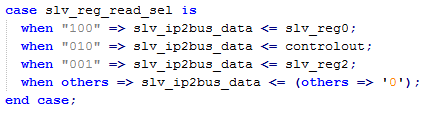 case slv_reg_read_sel is
when "100" => slv_ip2bus_data <= slv_reg0;
when "010" => slv_ip2bus_data <= controlout;
when "001" => slv_ip2bus_data <= slv_reg2;
when others => slv_ip2bus_data <= (others => '0');
end case;